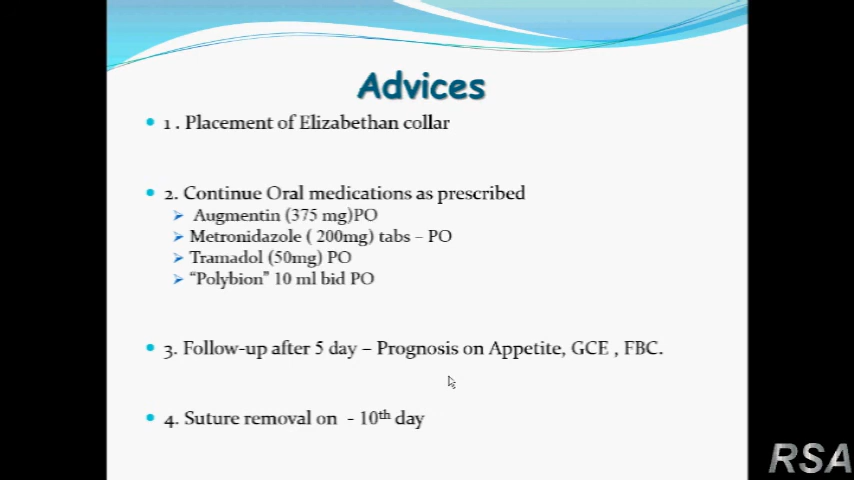 Advices
1 . Placement of Elizabethan collar
2. Continue Oral medications as prescribed
Augmentin (375 mg)PO
Metronidazole ( 200mg) tabs – PO
Tramadol (50mg) PO
“Polybion” 10 ml bid PO
3. Follow-up after 5 day – Prognosis on Appetite, GCE , FBC.
4. Suture removal on - 10th day
RSA